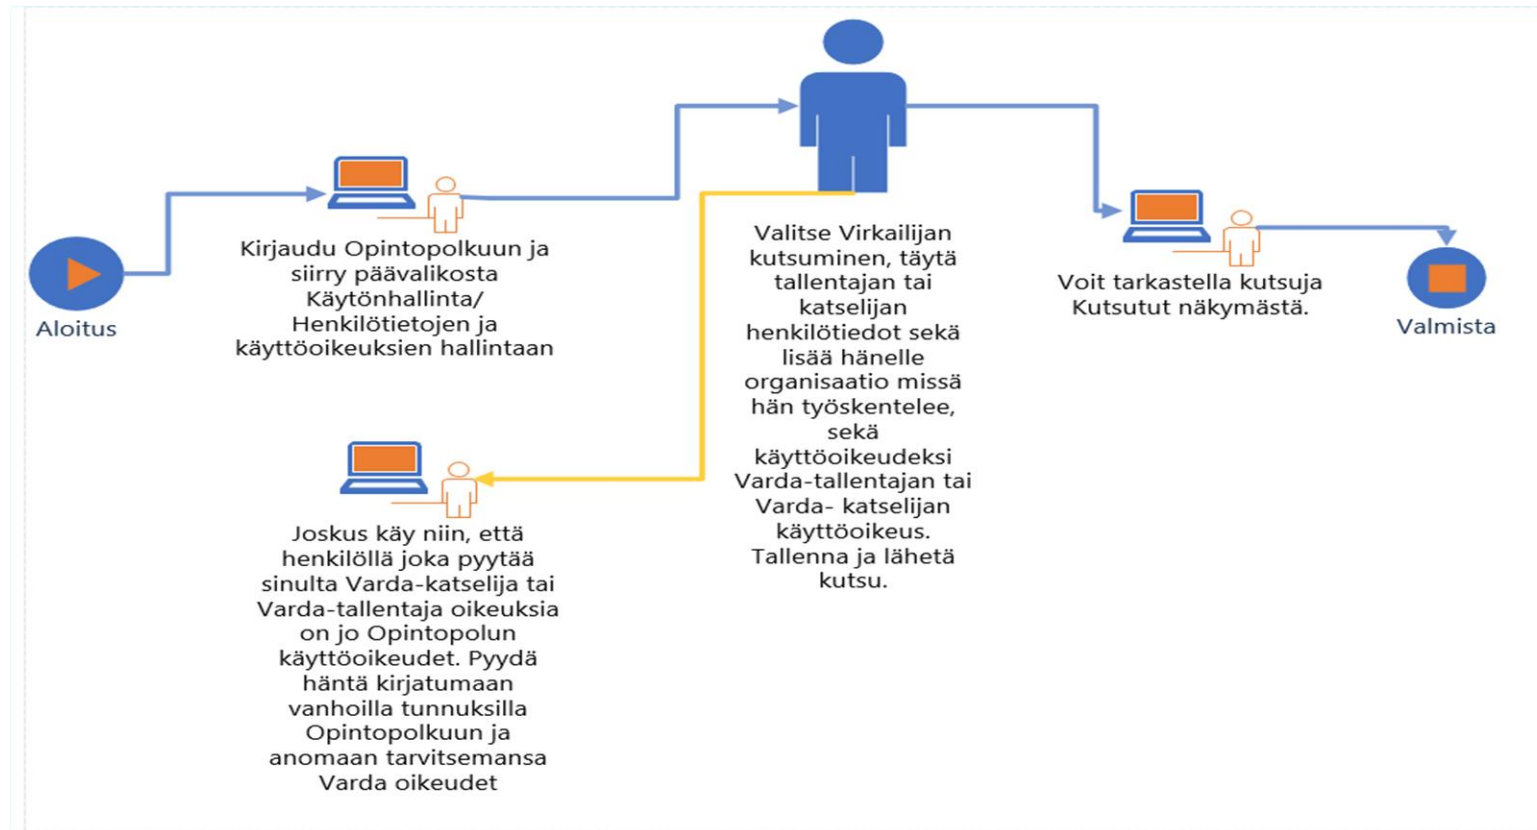 Aloitus
Kirjaudu Opintopolkuun ja
siirry päävalikosta
Käytönhallinta/
Henkilötietojen ja
käyttöoikeuksien hallintaan
Valitse Virkailijan
kutsuminen, täytä
tallentajan tai
katselijan
henkilötiedot sekä
lisää hänelle
organisaatio missä
hän työskentelee,
sekä
käyttöoikeudeksi
Varda-tallentajan tai
Varda- katselijan
käyttöoikeus.
Tallenna ja lähetä
kutsu.
Voit tarkastella kutsuja
Kutsutut näkymästä.
Valmista
Joskus käy niin, että
henkilöllä joka pyytää
sinulta Varda-katselija tai
Varda-tallentaja oikeuksia
on jo Opintopolun
käyttöoikeudet. Pyydä
häntä kirjatumaan
vanhoilla tunnuksilla
Opintopolkuun ja
anomaan tarvitsemansa
Varda oikeudet